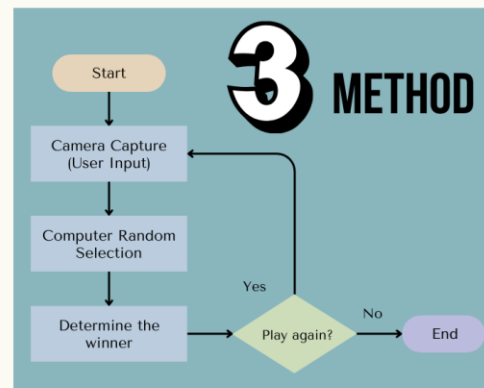 3 METHOD
Start
Camera Capture
(User Input)
Computer Random
Selection
Determine the
winner
Play again?
Yes
No
End